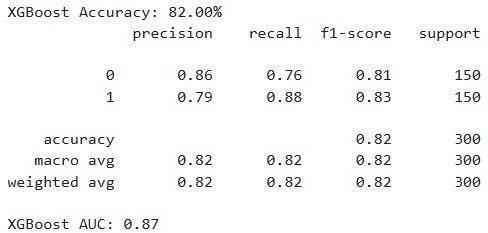 XGBoost Accuracy: 82.00%
precision recall f1-score support
0 0.86 0.76 0.81 150
1 0.79 0.88 0.83 150
accuracy 0.82 300
macro avg 0.82 0.82 0.82 300
weighted avg 0.82 0.82 0.82 300
XGBoost AUC: 0.87